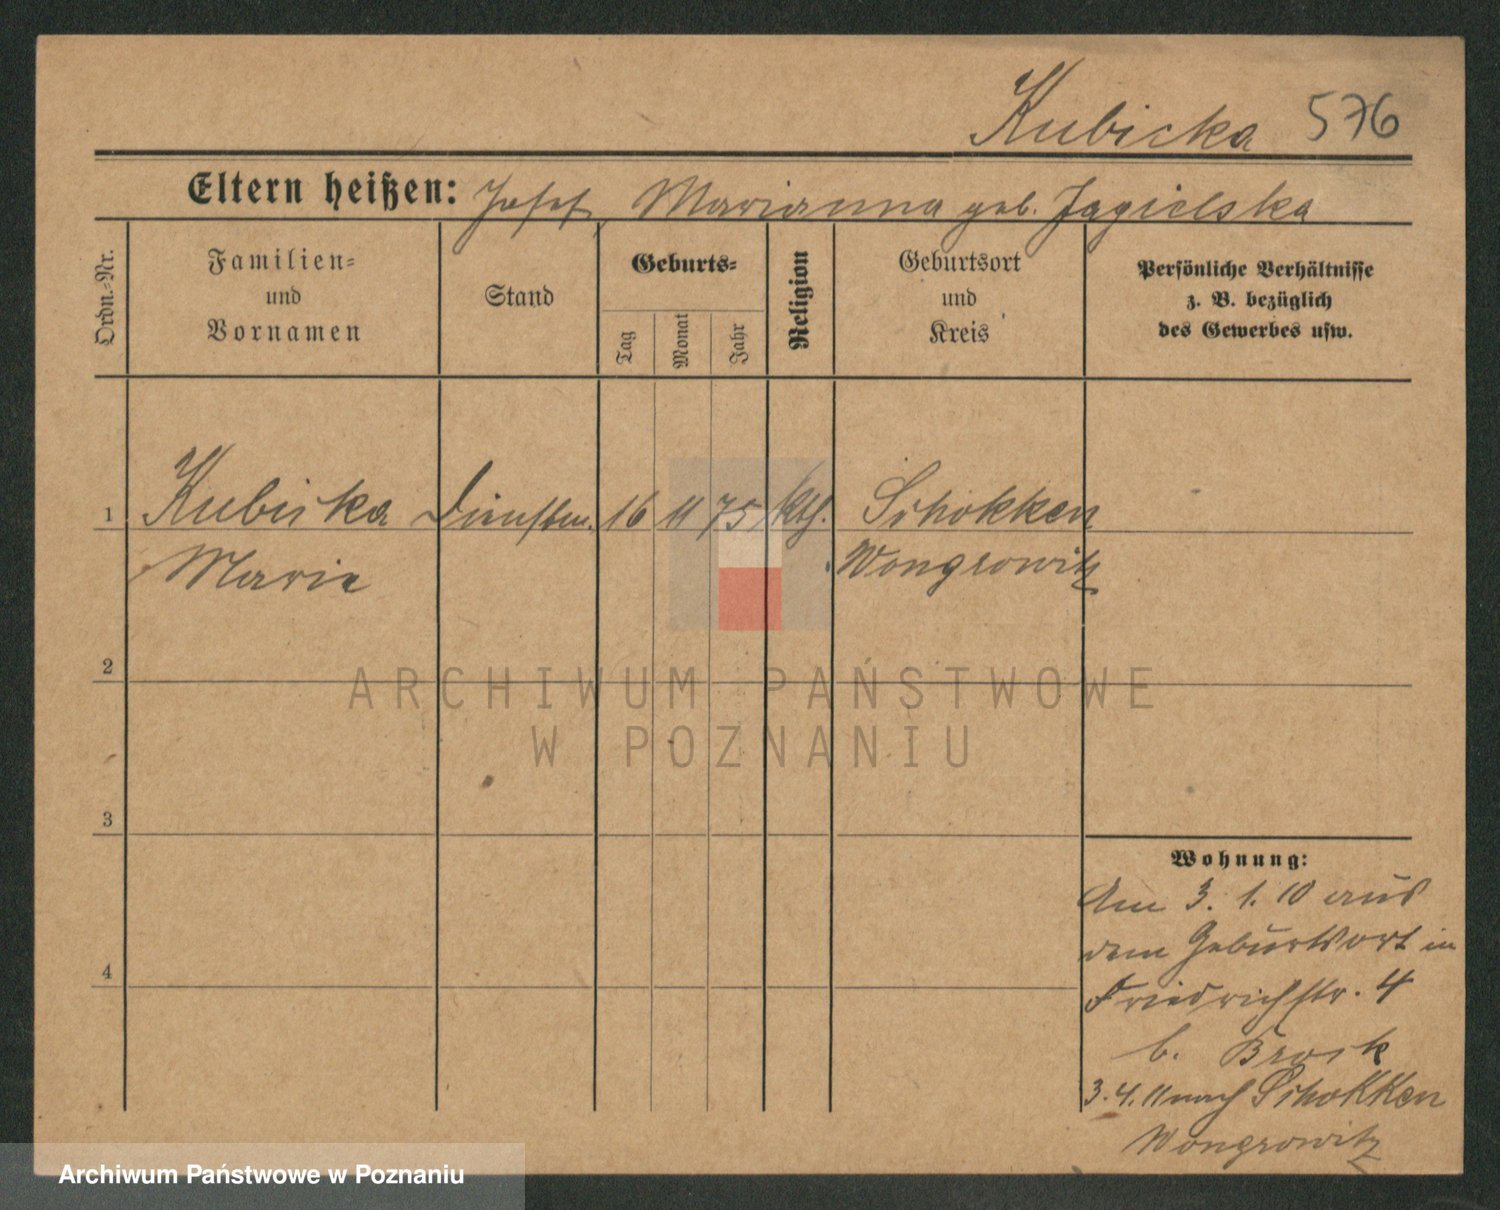 Kubicka 576
Eltern heißen: Josef, Marianna geb. Jagielska
Ordn.-Nr.
Familien-
und
Vornamen
Stand
Geburts-
Tag
Monat
Jahr
Religion
Geburtsort
und
Kreis
Persönliche Verhältnisse
z. B. bezüglich
des Gewerbes usw.
1 Kubicka Dienstm. 16 11 75 kth. Schokken
Marie Wongrowitz
2
3
4
Wohnung:
Am 3. 1. 10 aus
dem Geburtsort in
Friedrichstr. 4
b. Brosk
3. 4. 11 nach Schokken
Wongrowitz
ARCHIWUM PAŃSTWOWE
W POZNANIU
Archiwum Państwowe w Poznaniu